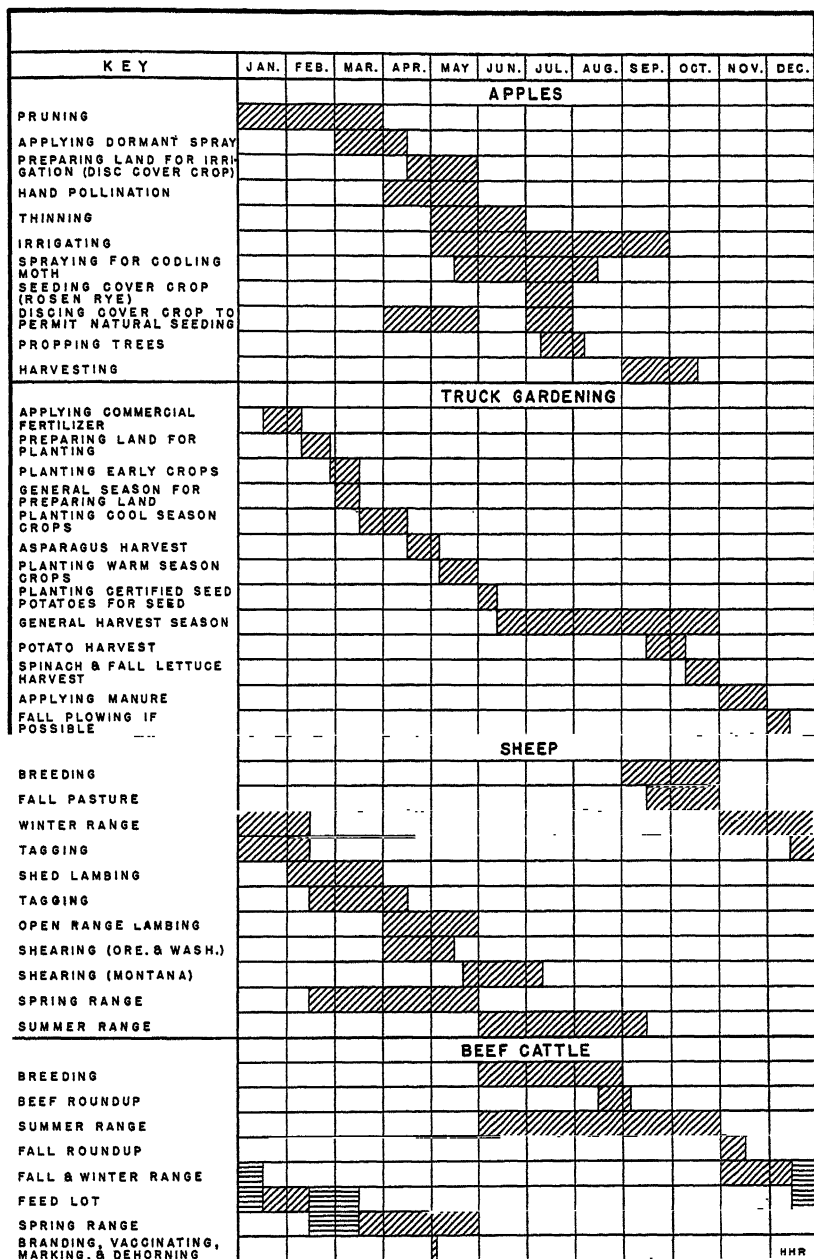 KEY JAN. FEB. MAR. APR. MAY JUN. JUL. AUG. SEP. OCT. NOV. DEC.
APPLES
PRUNING
APPLYING DORMANT SPRAY
PREPARING LAND FOR IRRI-
GATION (DISC COVER CROP)
HAND POLLINATION
THINNING
IRRIGATING
SPRAYING FOR CODLING
MOTH
SEEDING COVER CROP
(ROSEN RYE)
DISCING COVER CROP TO
PERMIT NATURAL SEEDING
PROPPING TREES
HARVESTING
TRUCK GARDENING
APPLYING COMMERCIAL
FERTILIZER
PREPARING LAND FOR
PLANTING
PLANTING EARLY CROPS
GENERAL SEASON FOR
PREPARING LAND
PLANTING COOL SEASON
CROPS
ASPARAGUS HARVEST
PLANTING WARM SEASON
CROPS
PLANTING CERTIFIED SEED
POTATOES FOR SEED
GENERAL HARVEST SEASON
POTATO HARVEST
SPINACH & FALL LETTUCE
HARVEST
APPLYING MANURE
FALL PLOWING IF
POSSIBLE
SHEEP
BREEDING
FALL PASTURE
WINTER RANGE
TAGGING
SHED LAMBING
TAGGING
OPEN RANGE LAMBING
SHEARING (ORE. & WASH.)
SHEARING (MONTANA)
SPRING RANGE
SUMMER RANGE
BEEF CATTLE
BREEDING
BEEF ROUNDUP
SUMMER RANGE
FALL ROUNDUP
FALL & WINTER RANGE
FEED LOT
SPRING RANGE
BRANDING, VACCINATING,
MARKING, & DEHORNING
HHR